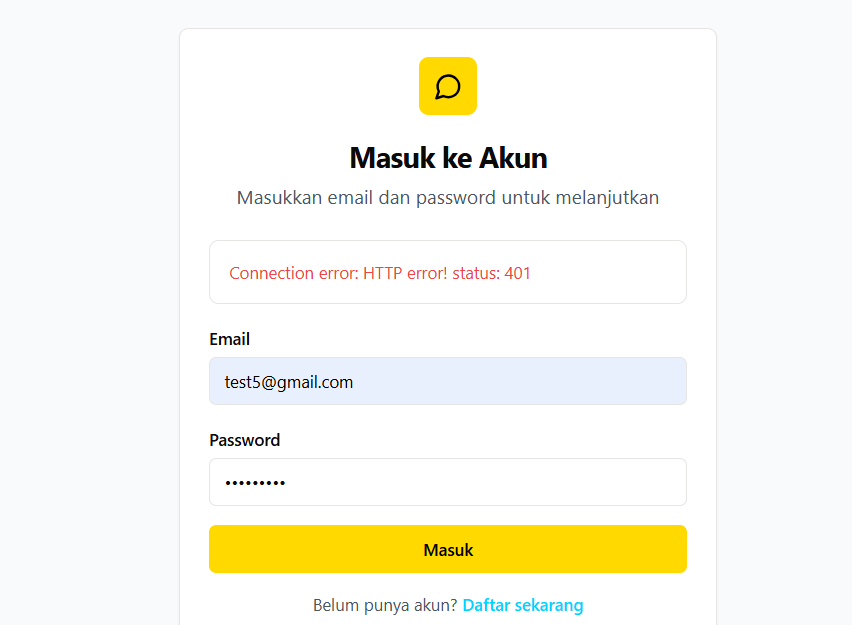 Masuk ke Akun
Masukkan email dan password untuk melanjutkan
Connection error: HTTP error! status: 401
Email
test5@gmail.com
Password
•••••••••
Masuk
Belum punya akun? Daftar sekarang